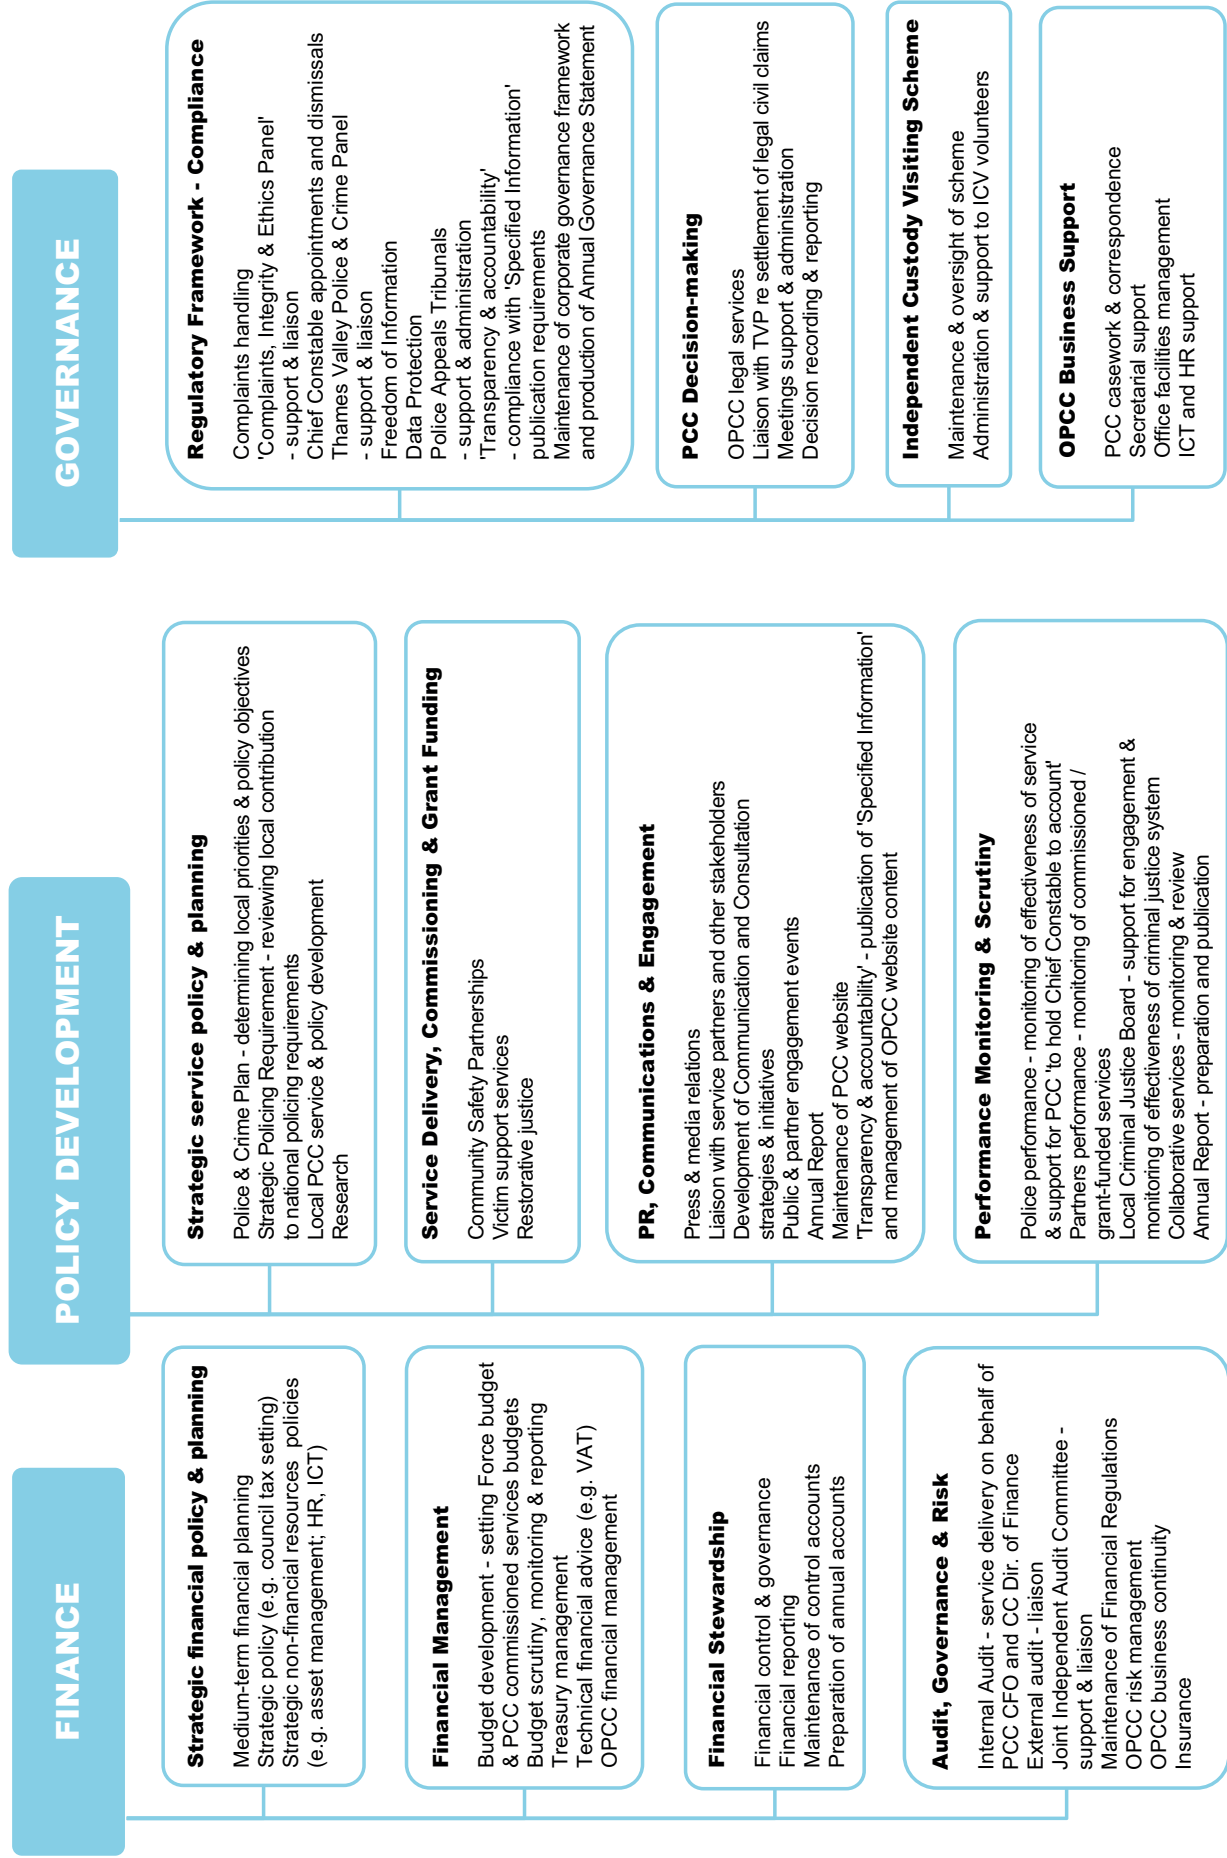 FINANCE
Strategic financial policy & planning
Medium-term financial planning
Strategic policy (e.g. council tax setting)
Strategic non-financial resources policies
(e.g. asset management; HR, ICT)
Financial Management
Budget development - setting Force budget
& PCC commissioned services budgets
Budget scrutiny, monitoring & reporting
Treasury management
Technical financial advice (e.g. VAT)
OPCC financial management
Financial Stewardship
Financial control & governance
Financial reporting
Maintenance of control accounts
Preparation of annual accounts
Audit, Governance & Risk
Internal Audit - service delivery on behalf of
PCC CFO and CC Dir. of Finance
External audit - liaison
Joint Independent Audit Committee -
support & liaison
Maintenance of Financial Regulations
OPCC risk management
OPCC business continuity
Insurance
POLICY DEVELOPMENT
Strategic service policy & planning
Police & Crime Plan - determining local priorities & policy objectives
Strategic Policing Requirement - reviewing local contribution
to national policing requirements
Local PCC service & policy development
Research
Service Delivery, Commissioning & Grant Funding
Community Safety Partnerships
Victim support services
Restorative justice
PR, Communications & Engagement
Press & media relations
Liaison with service partners and other stakeholders
Development of Communication and Consultation
strategies & initiatives
Public & partner engagement events
Annual Report
Maintenance of PCC website
'Transparency & accountability' - publication of 'Specified Information'
and management of OPCC website content
Performance Monitoring & Scrutiny
Police performance - monitoring of effectiveness of service
& support for PCC 'to hold Chief Constable to account'
Partners performance - monitoring of commissioned /
grant-funded services
Local Criminal Justice Board - support for engagement &
monitoring of effectiveness of criminal justice system
Collaborative services - monitoring & review
Annual Report - preparation and publication
GOVERNANCE
Regulatory Framework - Compliance
Complaints handling
'Complaints, Integrity & Ethics Panel'
- support & liaison
Chief Constable appointments and dismissals
Thames Valley Police & Crime Panel
- support & liaison
Freedom of Information
Data Protection
Police Appeals Tribunals
- support & administration
'Transparency & accountability'
- compliance with 'Specified Information'
publication requirements
Maintenance of corporate governance framework
and production of Annual Governance Statement
PCC Decision-making
OPCC legal services
Liaison with TVP re settlement of legal civil claims
Meetings support & administration
Decision recording & reporting
Independent Custody Visiting Scheme
Maintenance & oversight of scheme
Administration & support to ICV volunteers
OPCC Business Support
PCC casework & correspondence
Secretarial support
Office facilities management
ICT and HR support